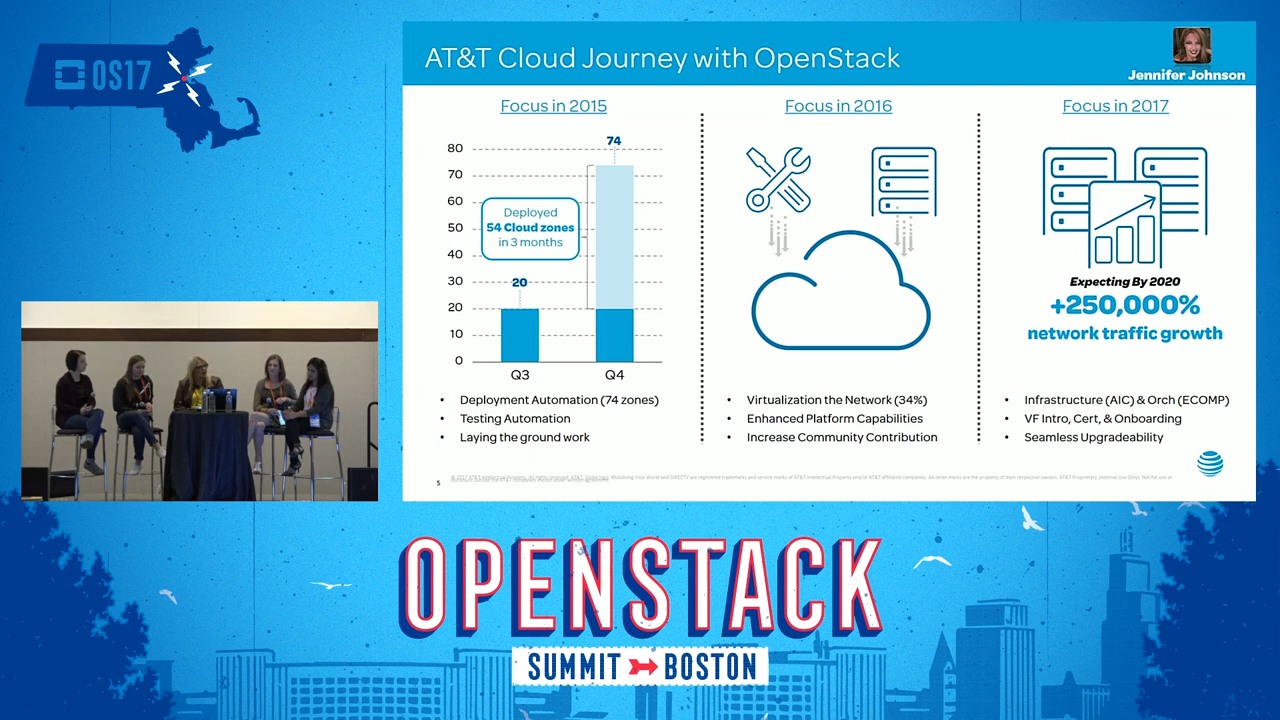 OS17
AT&T Cloud Journey with OpenStack
Jennifer Johnson
Focus in 2015
80
70
60
50
40
30
20
10
0
74
Deployed
54 Cloud zones
in 3 months
20
Q3
Q4
• Deployment Automation (74 zones)
• Testing Automation
• Laying the ground work
Focus in 2016
• Virtualization the Network (34%)
• Enhanced Platform Capabilities
• Increase Community Contribution
Focus in 2017
Expecting By 2020
+250,000%
network traffic growth
• Infrastructure (AIC) & Orch (ECOMP)
• VF Intro, Cert, & Onboarding
• Seamless Upgradeability
5
OPENSTACK
SUMMIT BOSTON